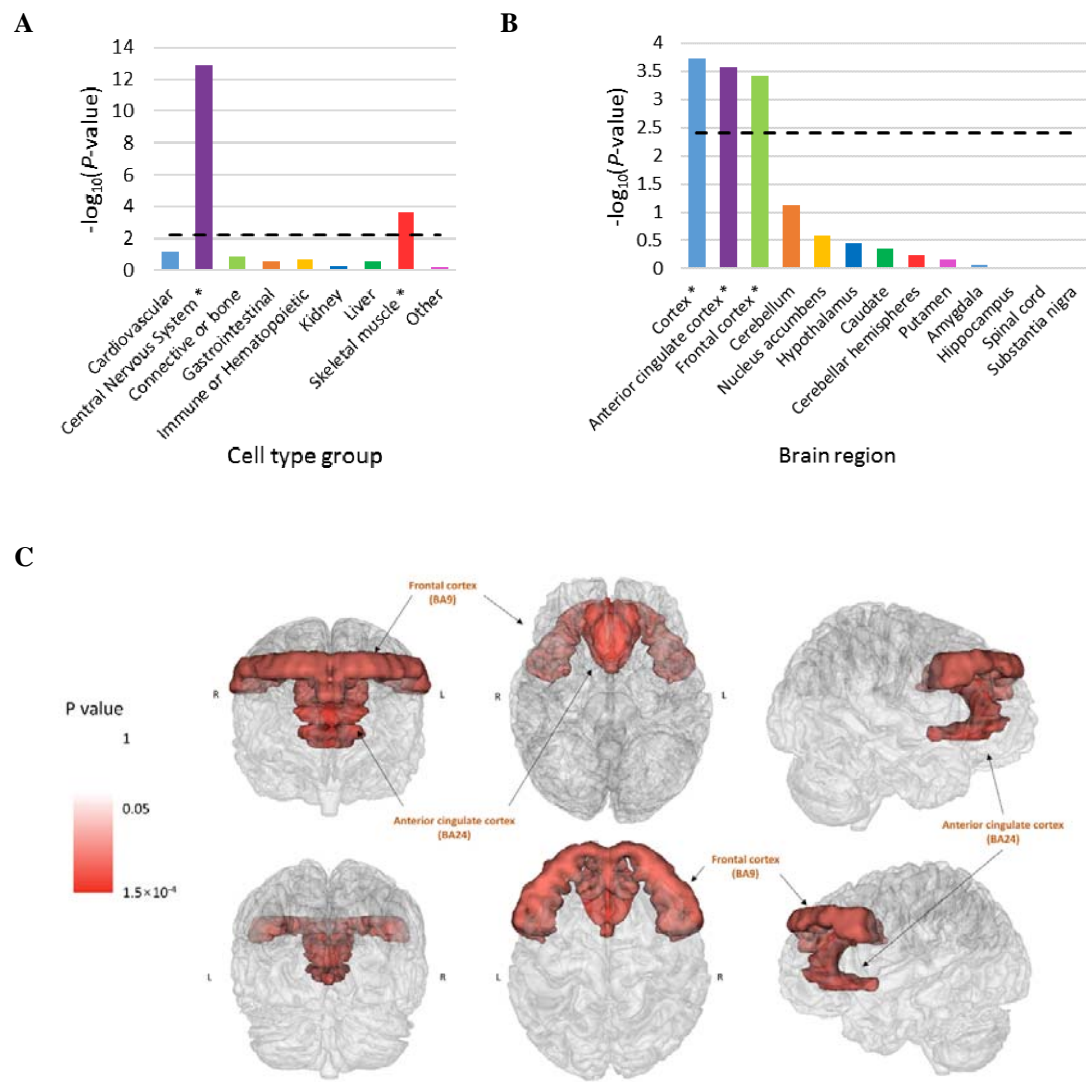 A
-log10(P-value)
14
12
10
8
6
4
2
0
Cardiovascular
Central Nervous System *
Connective or bone
Gastrointestinal
Immune or Hematopoietic
Kidney
Liver
Skeletal muscle *
Other
Cell type group
B
-log10(P-value)
4
3.5
3
2.5
2
1.5
1
0.5
0
Cortex *
Anterior cingulate cortex *
Frontal cortex *
Cerebellum
Nucleus accumbens
Hypothalamus
Caudate
Cerebellar hemispheres
Putamen
Amygdala
Hippocampus
Spinal cord
Substantia nigra
Brain region
C
Frontal cortex
(BA9)
R
L
R
L
P value
1
0.05
1.5×10⁻⁴
Anterior cingulate cortex
(BA24)
Anterior cingulate cortex
(BA24)
Frontal cortex
(BA9)
L
R
L
R